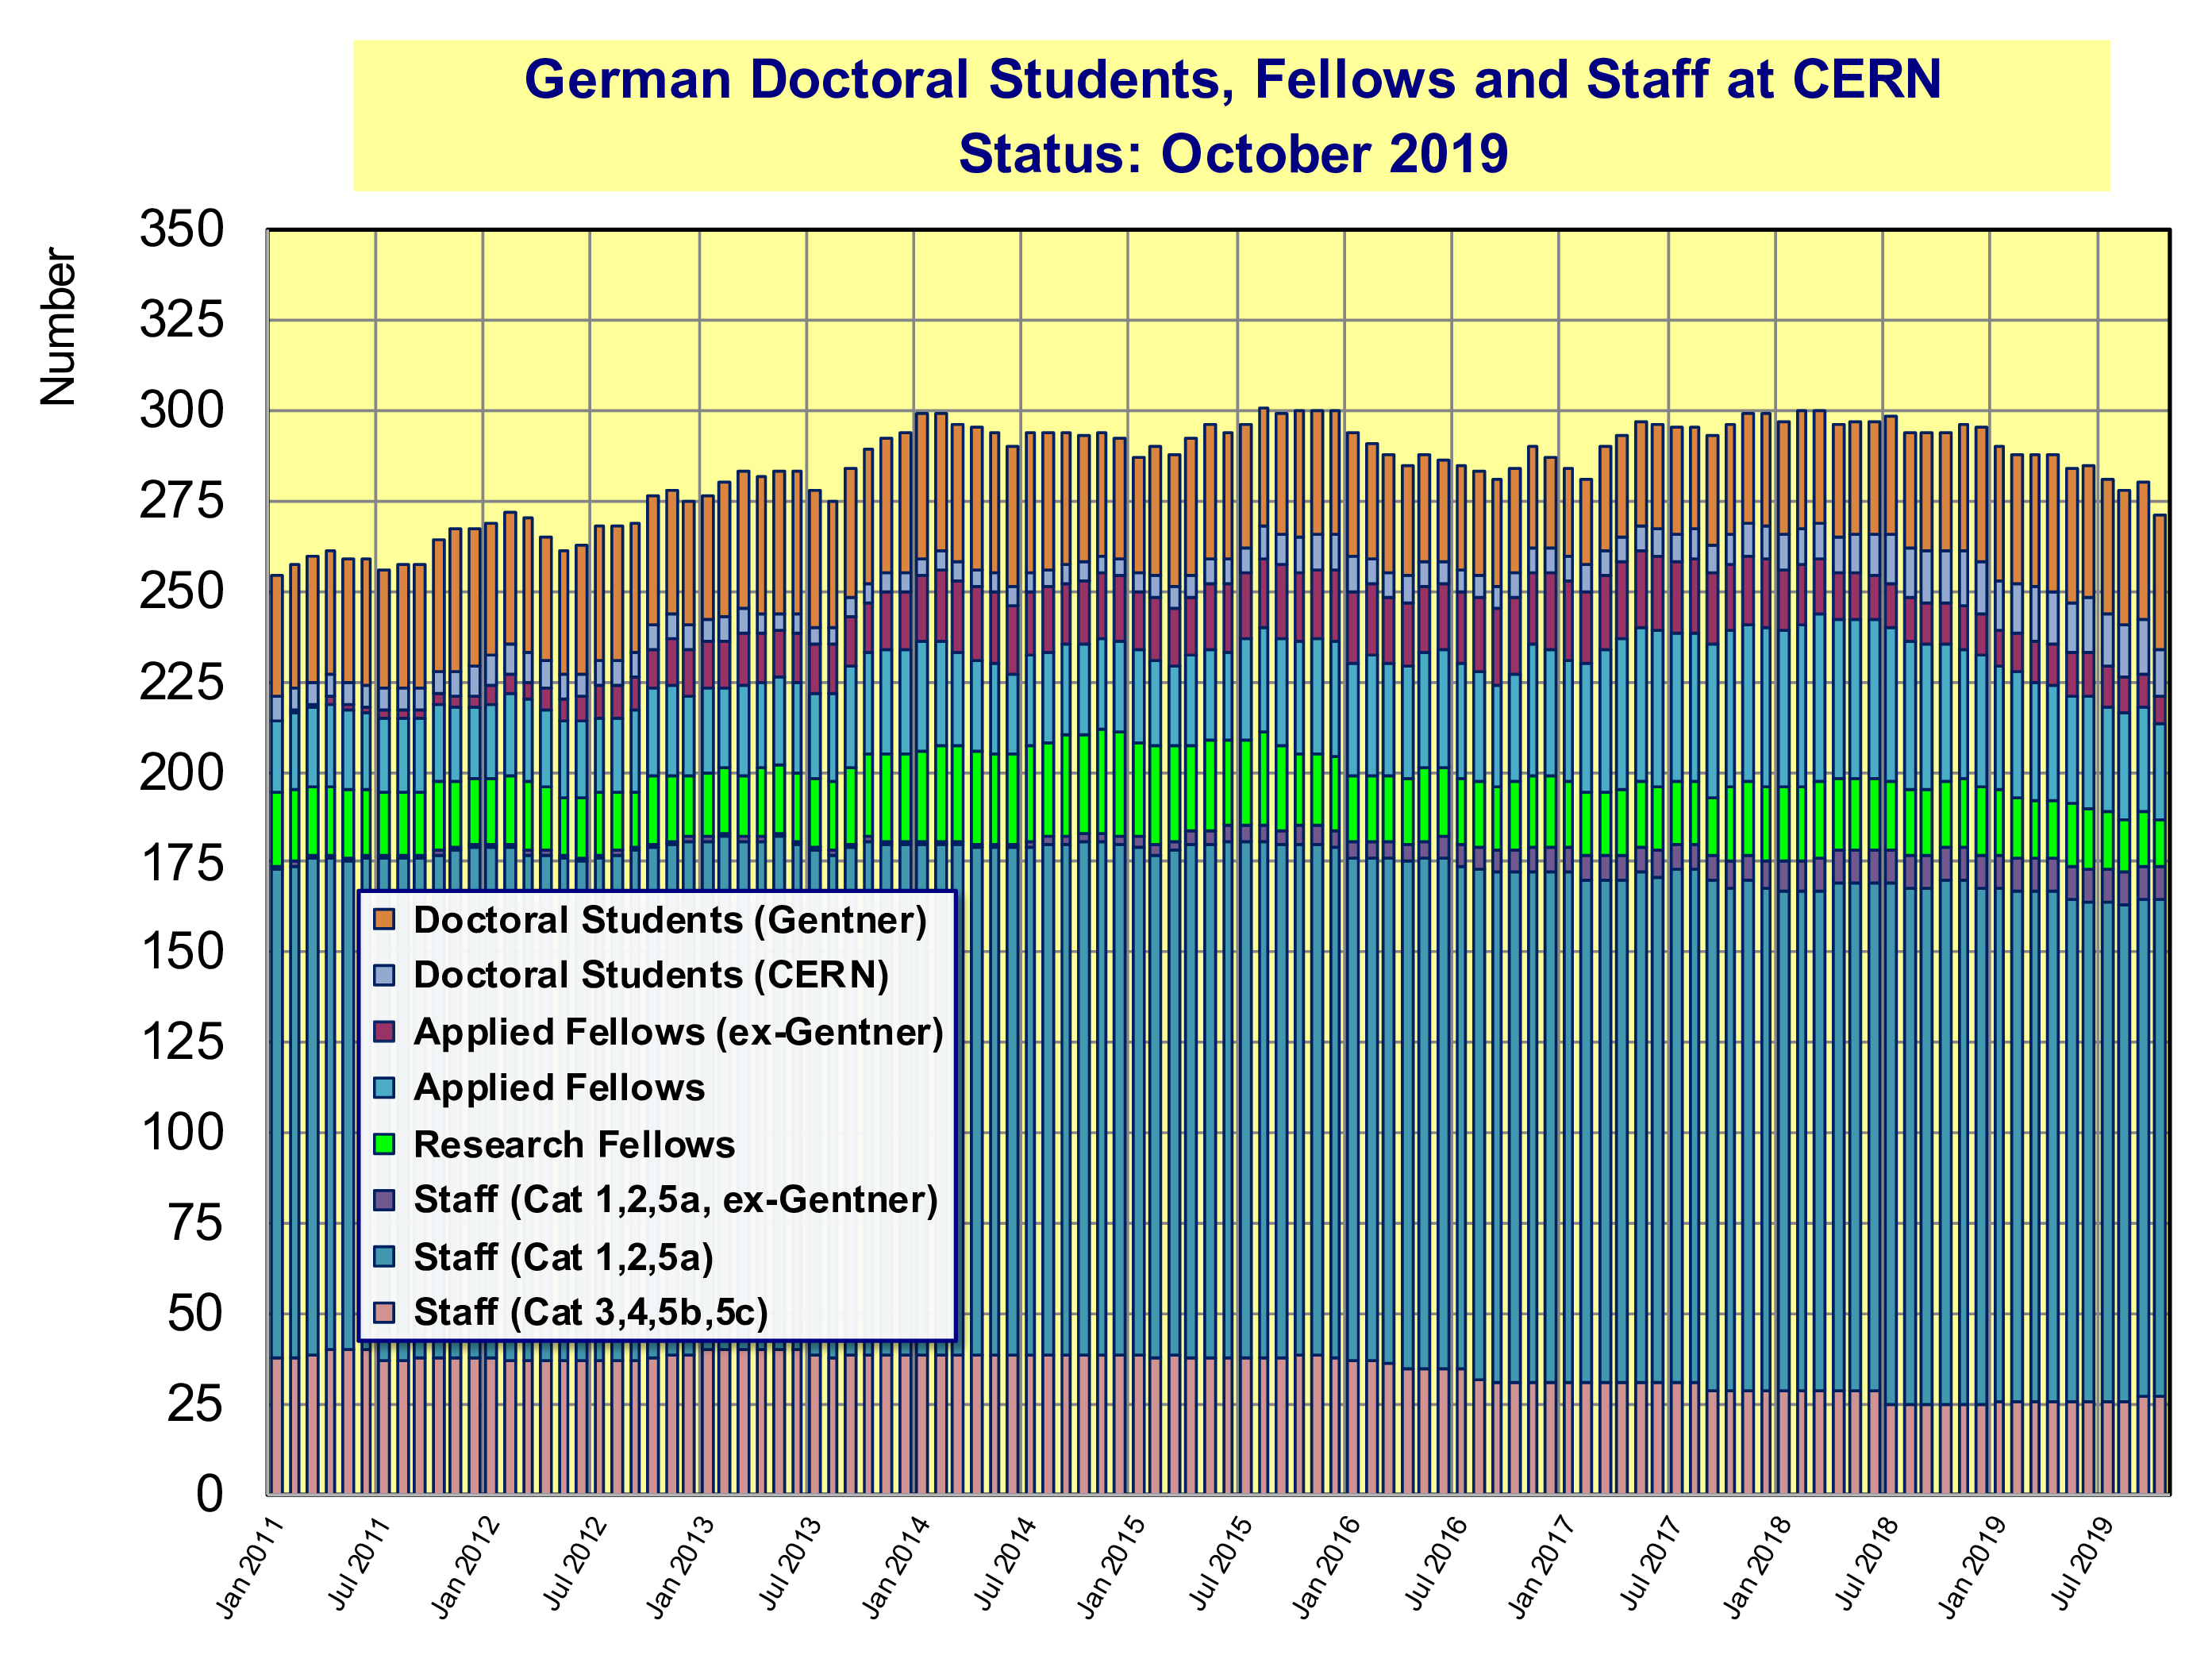 German Doctoral Students, Fellows and Staff at CERN
Status: October 2019
Number
350
325
300
275
250
225
200
175
150
125
100
75
50
25
0
Doctoral Students (Gentner)
Doctoral Students (CERN)
Applied Fellows (ex-Gentner)
Applied Fellows
Research Fellows
Staff (Cat 1,2,5a, ex-Gentner)
Staff (Cat 1,2,5a)
Staff (Cat 3,4,5b,5c)
Jan 2011
Jul 2011
Jan 2012
Jul 2012
Jan 2013
Jul 2013
Jan 2014
Jul 2014
Jan 2015
Jul 2015
Jan 2016
Jul 2016
Jan 2017
Jul 2017
Jan 2018
Jul 2018
Jan 2019
Jul 2019